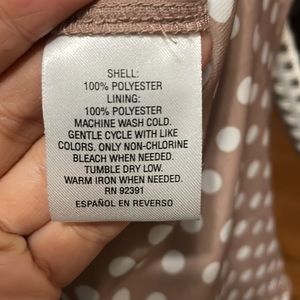 SHELL:
100% POLYESTER
LINING:
100% POLYESTER
MACHINE WASH COLD.
GENTLE CYCLE WITH LIKE
COLORS. ONLY NON-CHLORINE
BLEACH WHEN NEEDED.
TUMBLE DRY LOW.
WARM IRON WHEN NEEDED.
RN 92391
ESPAÑOL EN REVERSO